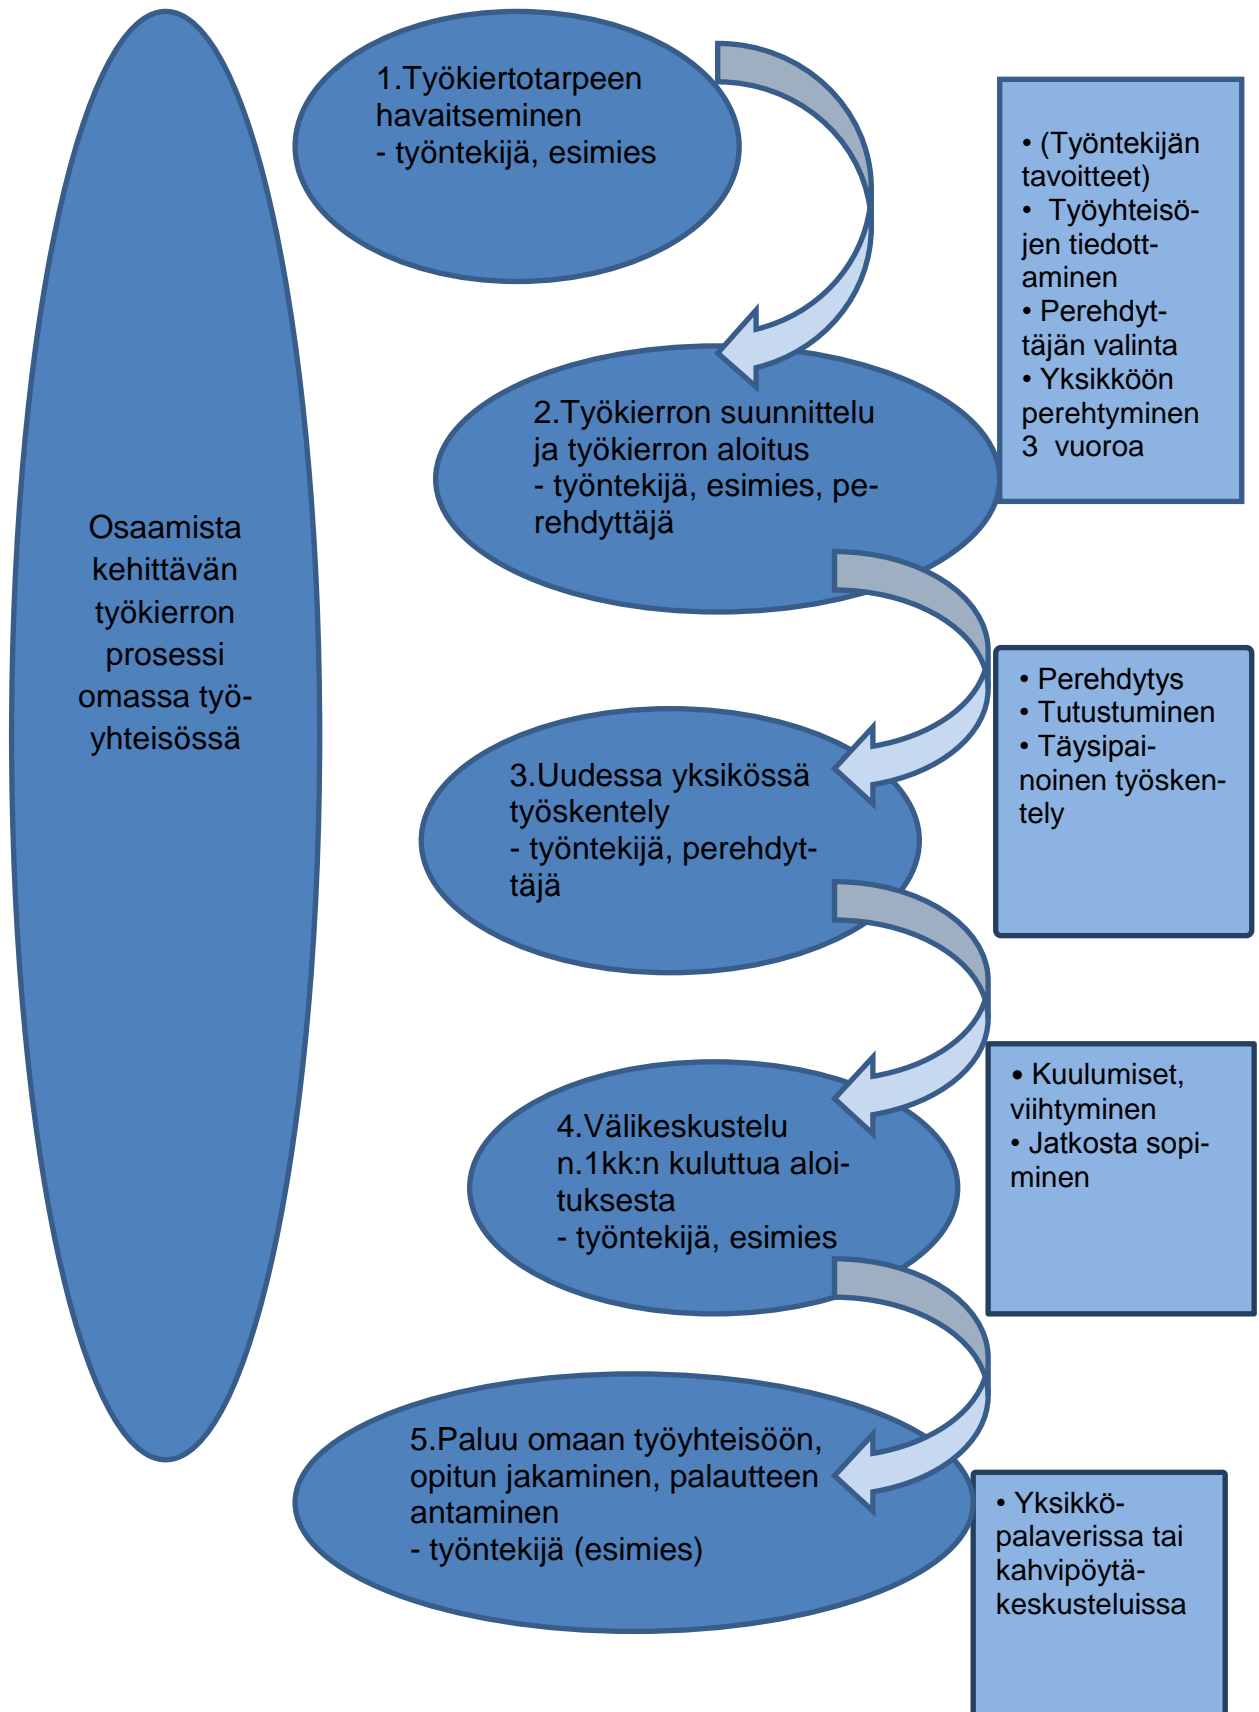 Osaamista
kehittävän
työkierron
prosessi
omassa työ-
yhteisössä
1.Työkiertotarpeen
havaitseminen
- työntekijä, esimies
• (Työntekijän
tavoitteet)
• Työyhteisö-
jen tiedott-
aminen
• Perehdyt-
täjän valinta
• Yksikköön
perehtyminen
3 vuoroa
2.Työkierron suunnittelu
ja työkierron aloitus
- työntekijä, esimies, pe-
rehdyttäjä
3.Uudessa yksikössä
työskentely
- työntekijä, perehdyt-
täjä
• Perehdytys
• Tutustuminen
• Täysipai-
noinen työsken-
tely
4.Välikeskustelu
n.1kk:n kuluttua aloi-
tuksesta
- työntekijä, esimies
• Kuulumiset,
viihtyminen
• Jatkosta sopi-
minen
5.Paluu omaan työyhteisöön,
opitun jakaminen, palautteen
antaminen
- työntekijä (esimies)
• Yksikkö-
palaverissa tai
kahvipöytä-
keskusteluissa